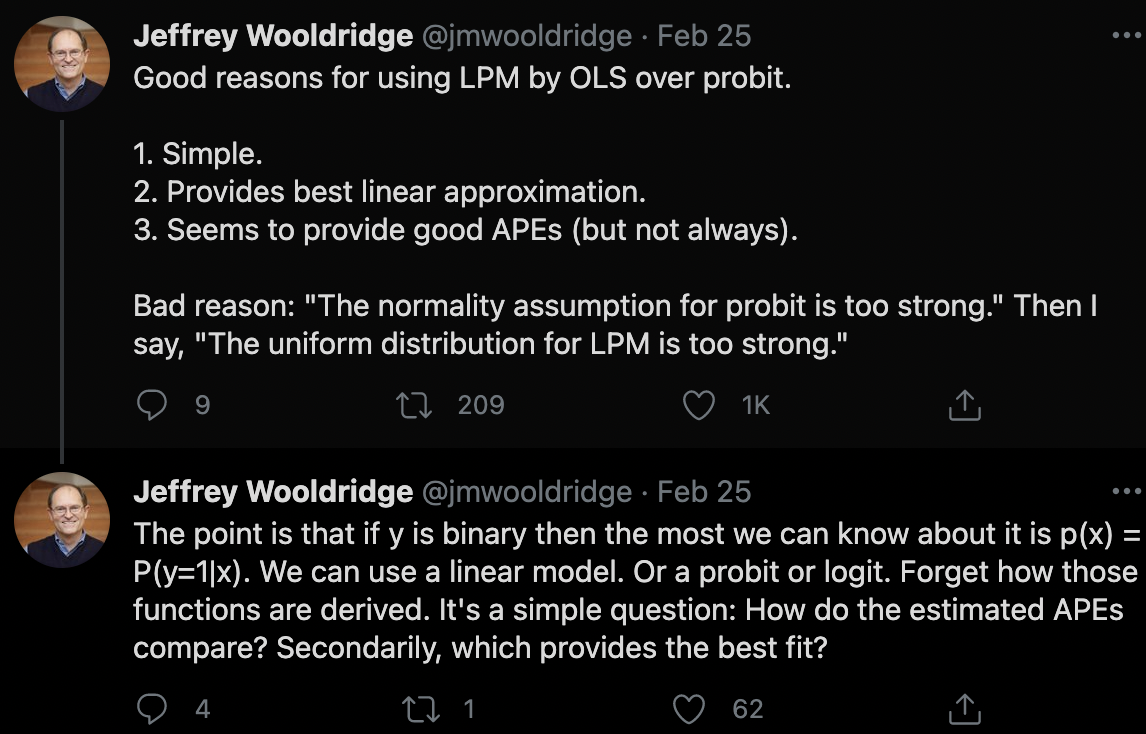 Jeffrey Wooldridge @jmwooldridge · Feb 25
Good reasons for using LPM by OLS over probit.
1. Simple.
2. Provides best linear approximation.
3. Seems to provide good APEs (but not always).
Bad reason: "The normality assumption for probit is too strong." Then I
say, "The uniform distribution for LPM is too strong."
9 209 1K
Jeffrey Wooldridge @jmwooldridge · Feb 25
The point is that if y is binary then the most we can know about it is p(x) =
P(y=1|x). We can use a linear model. Or a probit or logit. Forget how those
functions are derived. It's a simple question: How do the estimated APEs
compare? Secondarily, which provides the best fit?
4 1 62